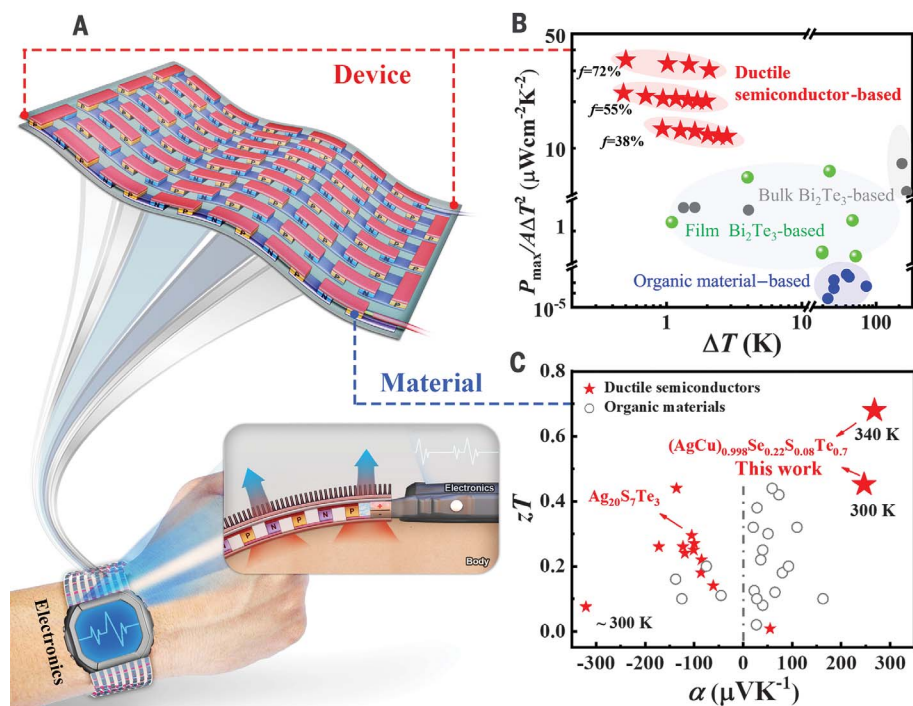 A
Device
Material
Electronics
Body
Electronics
P N P N P
+
-
B
P_max/AΔT² (μWcm⁻²K⁻²)
50
10
1
10⁻⁵
f=72%
f=55%
f=38%
Ductile
semiconductor-based
Bulk Bi₂Te₃-based
Film Bi₂Te₃-based
Organic material–based
1 10 100
ΔT (K)
C
zT
0.8
0.6
0.4
0.2
0.0
Ductile semiconductors
Organic materials
340 K
(AgCu)₀.₉₉₈Se₀.₂₂S₀.₀₈Te₀.₇
This work
300 K
Ag₂₀S₇Te₃
~ 300 K
-300 -200 -100 0 100 200 300
α (μVK⁻¹)